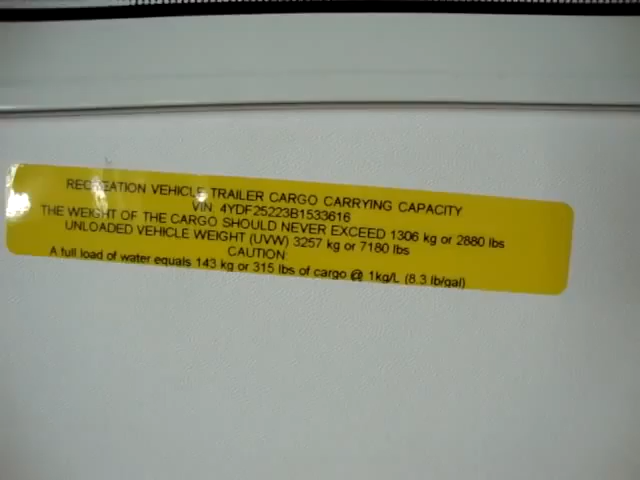 RECREATION VEHICLE TRAILER CARGO CARRYING CAPACITY
VIN: 4YDF25223B1533616
THE WEIGHT OF THE CARGO SHOULD NEVER EXCEED 1306 kg or 2880 lbs
UNLOADED VEHICLE WEIGHT (UVW) 3257 kg or 7180 lbs
CAUTION:
A full load of water equals 143 kg or 315 lbs of cargo @ 1kg/L (8.3 lb/gal)